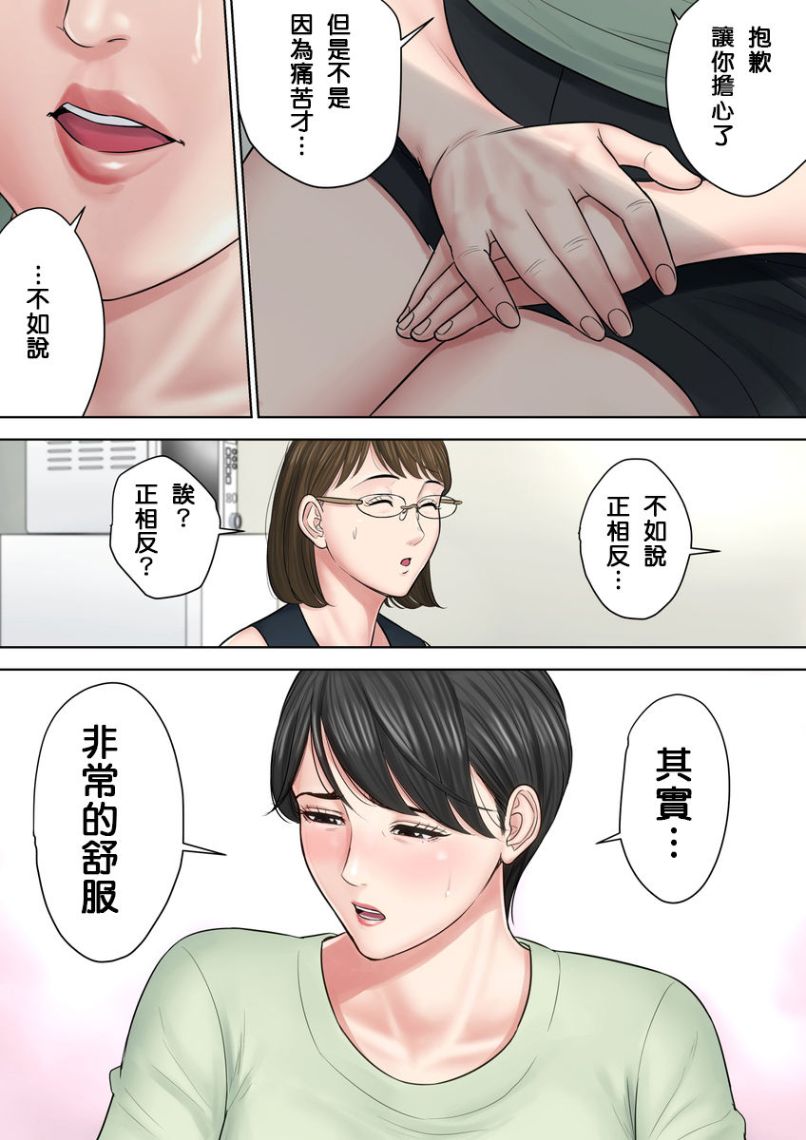 抱歉
讓你擔心了
但是不是
因為痛苦才…
…不如說
不如說
正相反…
誒？
正相反？
其實…
非常的舒服